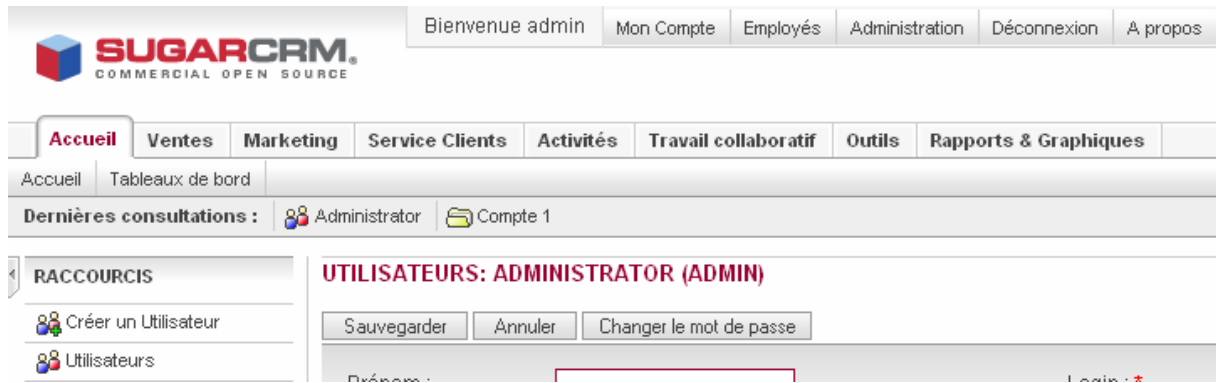 Bienvenue admin Mon Compte Employés Administration Déconnexion A propos
SUGARCRM®
COMMERCIAL OPEN SOURCE
Accueil Ventes Marketing Service Clients Activités Travail collaboratif Outils Rapports & Graphiques
Accueil Tableaux de bord
Dernières consultations : Administrator Compte 1
RACCOURCIS
UTILISATEURS: ADMINISTRATOR (ADMIN)
Créer un Utilisateur
Sauvegarder Annuler Changer le mot de passe
Utilisateurs
Prénom : Login : *